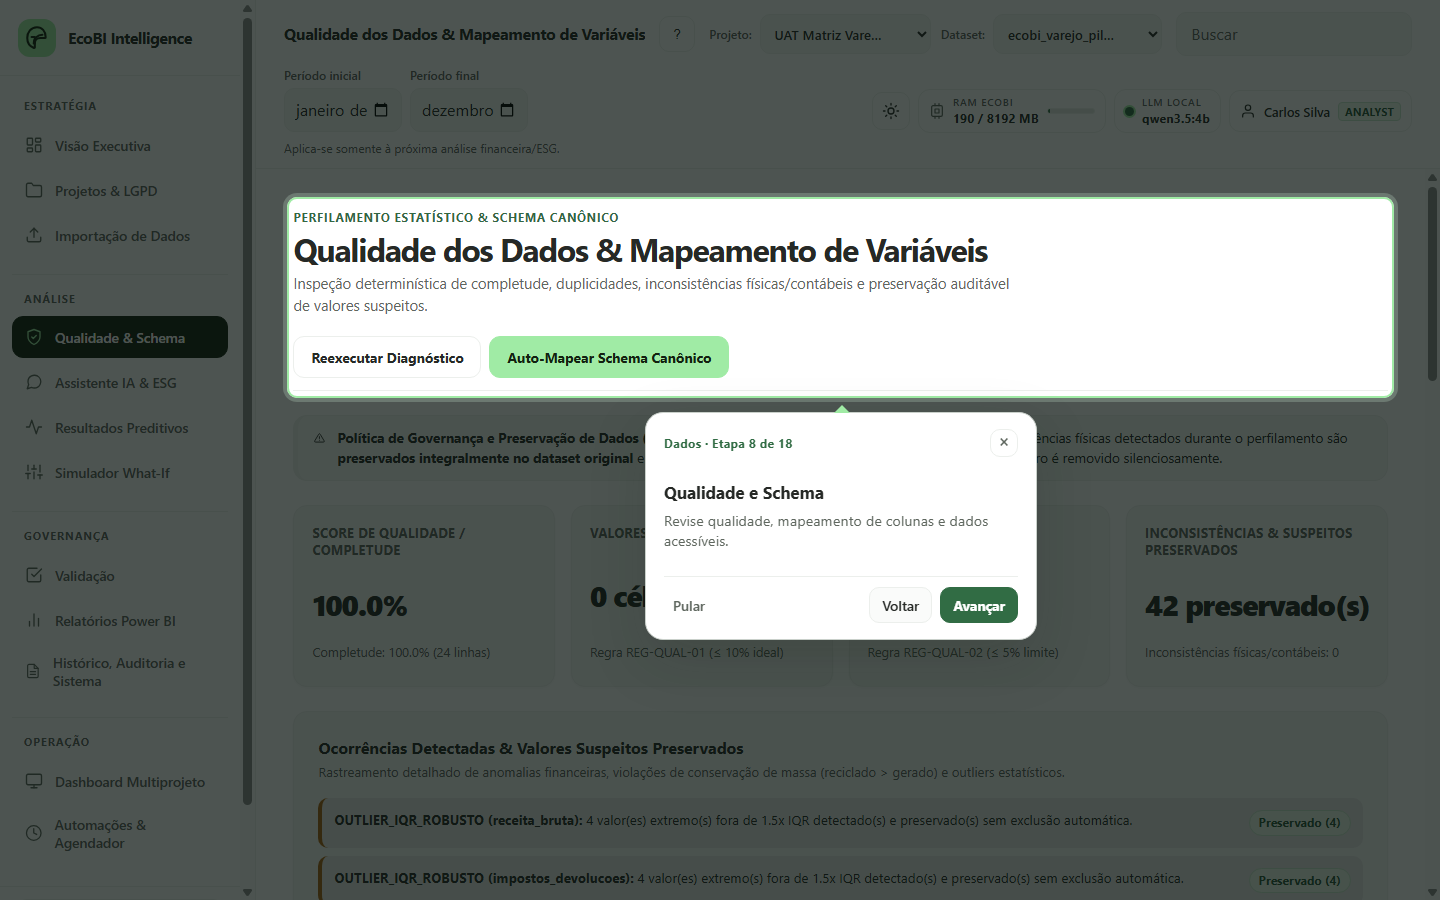 EcoBI Intelligence
ESTRATÉGIA
Visão Executiva
Projetos & LGPD
Importação de Dados
ANÁLISE
Qualidade & Schema
Assistente IA & ESG
Resultados Preditivos
Simulador What-If
GOVERNANÇA
Validação
Relatórios Power BI
Histórico, Auditoria e
Sistema
OPERAÇÃO
Dashboard Multiprojeto
Automações &
Agendador
Qualidade dos Dados & Mapeamento de Variáveis
?
Projeto:
UAT Matriz Vare...
Dataset:
ecobi_varejo_pil...
Buscar
Período inicial
Período final
janeiro de
dezembro
RAM ECOBI
190 / 8192 MB
LLM LOCAL
qwen3.5:4b
Carlos Silva
ANALYST
Aplica-se somente à próxima análise financeira/ESG.
PERFILAMENTO ESTATÍSTICO & SCHEMA CANÔNICO
Qualidade dos Dados & Mapeamento de Variáveis
Inspeção determinística de completude, duplicidades, inconsistências físicas/contábeis e preservação auditável
de valores suspeitos.
Reexecutar Diagnóstico
Auto-Mapear Schema Canônico
Política de Governança e Preservação de Dados
ências físicas detectados durante o perfilamento são
preservados integralmente no dataset original e
ro é removido silenciosamente.
Dados · Etapa 8 de 18
Qualidade e Schema
Revise qualidade, mapeamento de colunas e dados
acessíveis.
Pular
Voltar
Avançar
SCORE DE QUALIDADE /
COMPLETUDE
100.0%
Completude: 100.0% (24 linhas)
VALORES
0 cél
Regra REG-QUAL-01 (≤ 10% ideal)
Regra REG-QUAL-02 (≤ 5% limite)
INCONSISTÊNCIAS & SUSPEITOS
PRESERVADOS
42 preservado(s)
Inconsistências físicas/contábeis: 0
Ocorrências Detectadas & Valores Suspeitos Preservados
Rastreamento detalhado de anomalias financeiras, violações de conservação de massa (reciclado > gerado) e outliers estatísticos.
OUTLIER_IQR_ROBUSTO (receita_bruta): 4 valor(es) extremo(s) fora de 1.5x IQR detectado(s) e preservado(s) sem exclusão automática.
Preservado (4)
OUTLIER_IQR_ROBUSTO (impostos_devolucoes): 4 valor(es) extremo(s) fora de 1.5x IQR detectado(s) e preservado(s) sem exclusão automática.
Preservado (4)